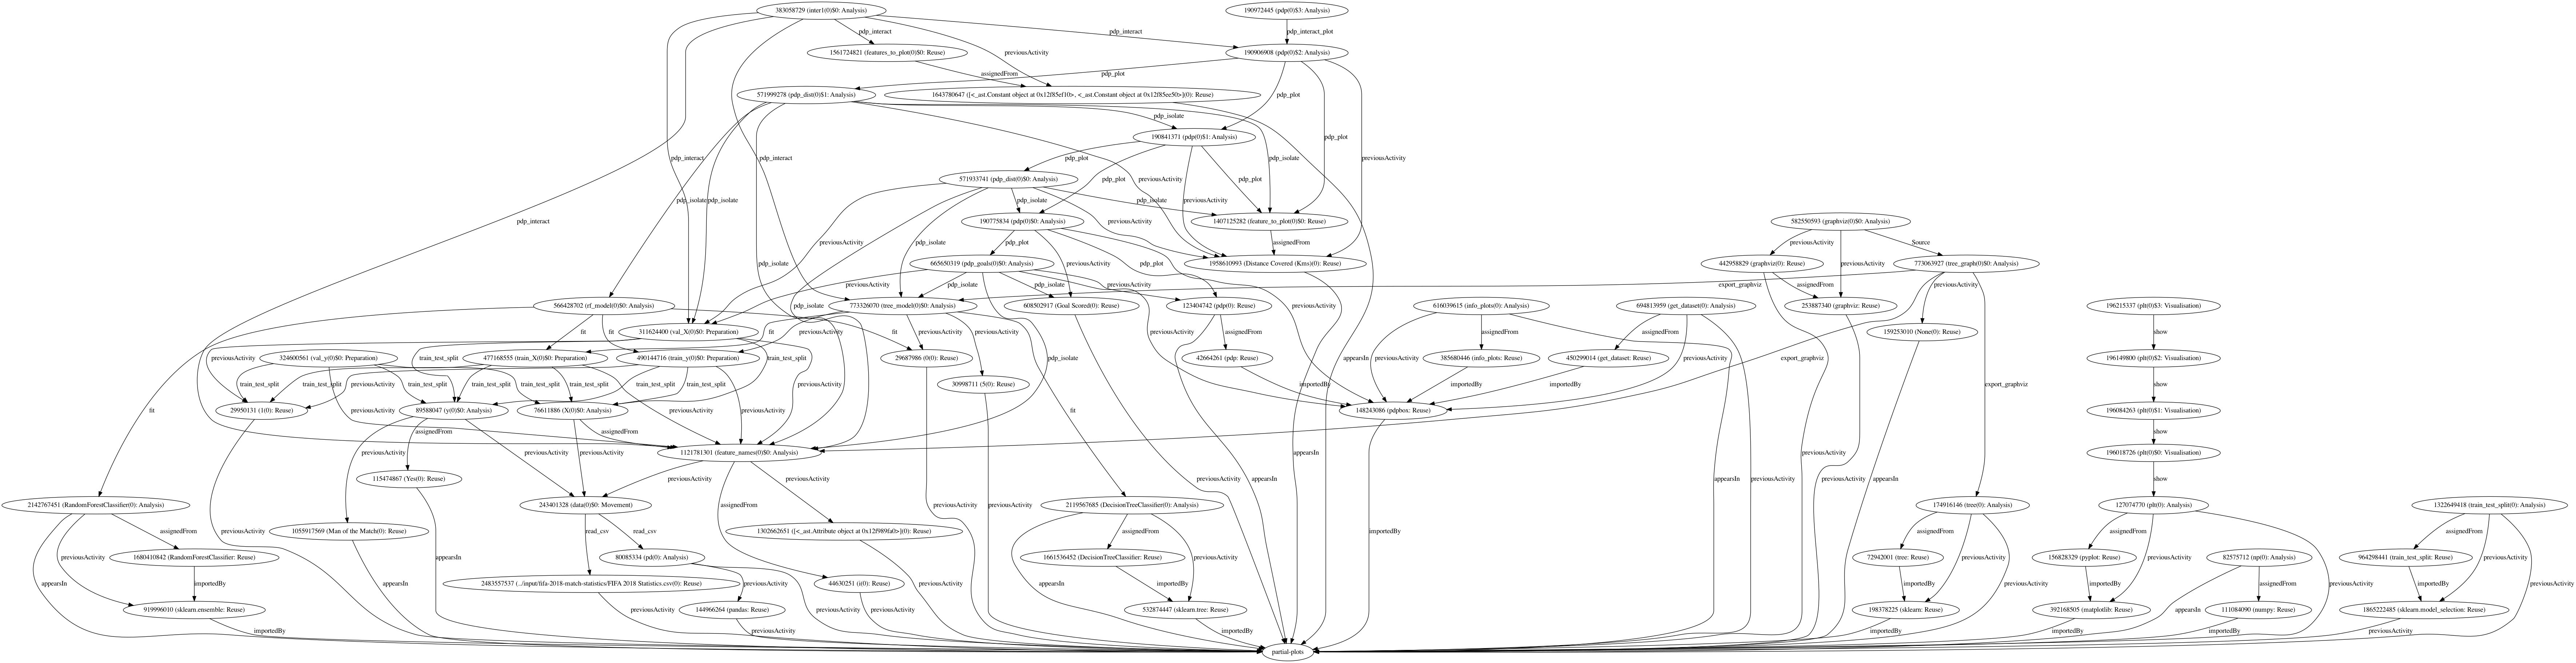 383058729 (inter1(0)$0: Analysis)
190972445 (pdp(0)$3: Analysis)
pdp_interact
pdp_interact
pdp_interact_plot
1561724821 (features_to_plot(0)$0: Reuse)
previousActivity
190906908 (pdp(0)$2: Analysis)
assignedFrom
pdp_plot
571999278 (pdp_dist(0)$1: Analysis)
1643780647 ([<_ast.Constant object at 0x12f85ef10>, <_ast.Constant object at 0x12f85ee50>](0): Reuse)
pdp_plot
pdp_isolate
190841371 (pdp(0)$1: Analysis)
pdp_plot
pdp_interact
pdp_interact
pdp_plot
pdp_isolate
previousActivity
571933741 (pdp_dist(0)$0: Analysis)
pdp_plot
pdp_plot
previousActivity
pdp_isolate
pdp_isolate
pdp_isolate
pdp_isolate
previousActivity
pdp_interact
190775834 (pdp(0)$0: Analysis)
1407125282 (feature_to_plot(0)$0: Reuse)
582550593 (graphviz(0)$0: Analysis)
previousActivity
pdp_isolate
pdp_plot
previousActivity
assignedFrom
previousActivity
Source
pdp_isolate
665650319 (pdp_goals(0)$0: Analysis)
previousActivity
pdp_plot
1958610993 (Distance Covered (Kms)(0): Reuse)
442958829 (graphviz(0): Reuse)
previousActivity
773063927 (tree_graph(0)$0: Analysis)
previousActivity
pdp_isolate
pdp_isolate
previousActivity
export_graphviz
assignedFrom
previousActivity
566428702 (rf_model(0)$0: Analysis)
pdp_isolate
773326070 (tree_model(0)$0: Analysis)
608502917 (Goal Scored(0): Reuse)
123404742 (pdp(0): Reuse)
616039615 (info_plots(0): Analysis)
694813959 (get_dataset(0): Analysis)
253887340 (graphviz: Reuse)
196215337 (plt(0)$3: Visualisation)
311624400 (val_X(0)$0: Preparation)
fit
fit
fit
fit
previousActivity
previousActivity
previousActivity
assignedFrom
assignedFrom
assignedFrom
159253010 (None(0): Reuse)
show
previousActivity
324600561 (val_y(0)$0: Preparation)
train_test_split
477168555 (train_X(0)$0: Preparation)
490144716 (train_y(0)$0: Preparation)
train_test_split
29687986 (0(0): Reuse)
pdp_isolate
42664261 (pdp: Reuse)
previousActivity
385680446 (info_plots: Reuse)
450299014 (get_dataset: Reuse)
previousActivity
appearsIn
export_graphviz
196149800 (plt(0)$2: Visualisation)
train_test_split
previousActivity
train_test_split
train_test_split
train_test_split
train_test_split
train_test_split
previousActivity
30998711 (5(0): Reuse)
importedBy
importedBy
importedBy
export_graphviz
show
fit
29950131 (1(0): Reuse)
previousActivity
89588047 (y(0)$0: Analysis)
76611886 (X(0)$0: Analysis)
previousActivity
previousActivity
fit
148243086 (pdpbox: Reuse)
196084263 (plt(0)$1: Visualisation)
assignedFrom
assignedFrom
show
previousActivity
previousActivity
previousActivity
1121781301 (feature_names(0)$0: Analysis)
appearsIn
previousActivity
196018726 (plt(0)$0: Visualisation)
115474867 (Yes(0): Reuse)
previousActivity
previousActivity
appearsIn
appearsIn
previousActivity
previousActivity
appearsIn
show
2142767451 (RandomForestClassifier(0): Analysis)
previousActivity
243401328 (data(0)$0: Movement)
assignedFrom
previousActivity
previousActivity
previousActivity
2119567685 (DecisionTreeClassifier(0): Analysis)
174916146 (tree(0): Analysis)
127074770 (plt(0): Analysis)
1322649418 (train_test_split(0): Analysis)
assignedFrom
1055917569 (Man of the Match(0): Reuse)
read_csv
read_csv
1302662651 ([<_ast.Attribute object at 0x12f989fa0>](0): Reuse)
assignedFrom
importedBy
assignedFrom
assignedFrom
assignedFrom
previousActivity
1680410842 (RandomForestClassifier: Reuse)
appearsIn
80085334 (pd(0): Analysis)
1661536452 (DecisionTreeClassifier: Reuse)
previousActivity
72942001 (tree: Reuse)
previousActivity
156828329 (pyplot: Reuse)
previousActivity
82575712 (np(0): Analysis)
964298441 (train_test_split: Reuse)
previousActivity
appearsIn
importedBy
appearsIn
2483557537 (../input/fifa-2018-match-statistics/FIFA 2018 Statistics.csv(0): Reuse)
previousActivity
44630251 (i(0): Reuse)
previousActivity
appearsIn
importedBy
importedBy
previousActivity
importedBy
previousActivity
assignedFrom
importedBy
previousActivity
919996010 (sklearn.ensemble: Reuse)
previousActivity
144966264 (pandas: Reuse)
previousActivity
previousActivity
532874447 (sklearn.tree: Reuse)
198378225 (sklearn: Reuse)
392168505 (matplotlib: Reuse)
appearsIn
111084090 (numpy: Reuse)
1865222485 (sklearn.model_selection: Reuse)
importedBy
previousActivity
importedBy
importedBy
importedBy
importedBy
previousActivity
partial-plots